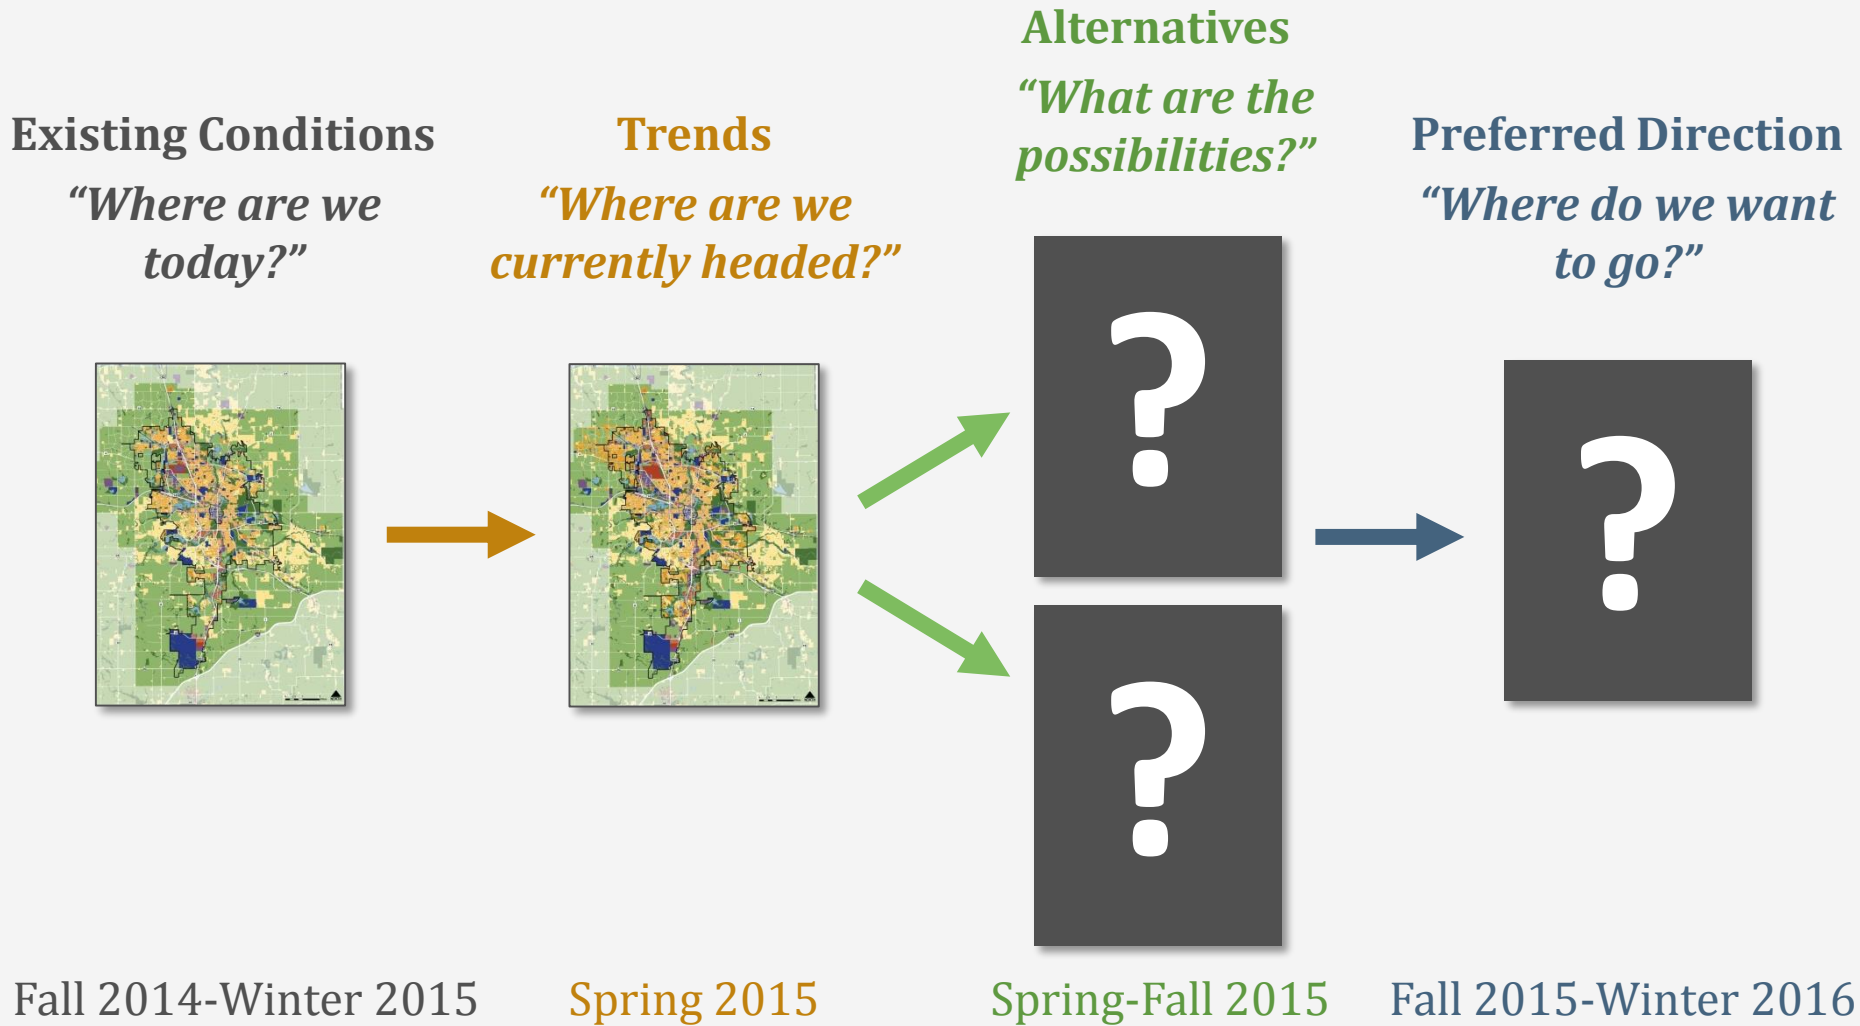 Existing Conditions
“Where are we
today?”
Trends
“Where are we
currently headed?”
Alternatives
“What are the
possibilities?”
?
?
Preferred Direction
“Where do we want
to go?”
?
Fall 2014-Winter 2015
Spring 2015
Spring-Fall 2015
Fall 2015-Winter 2016